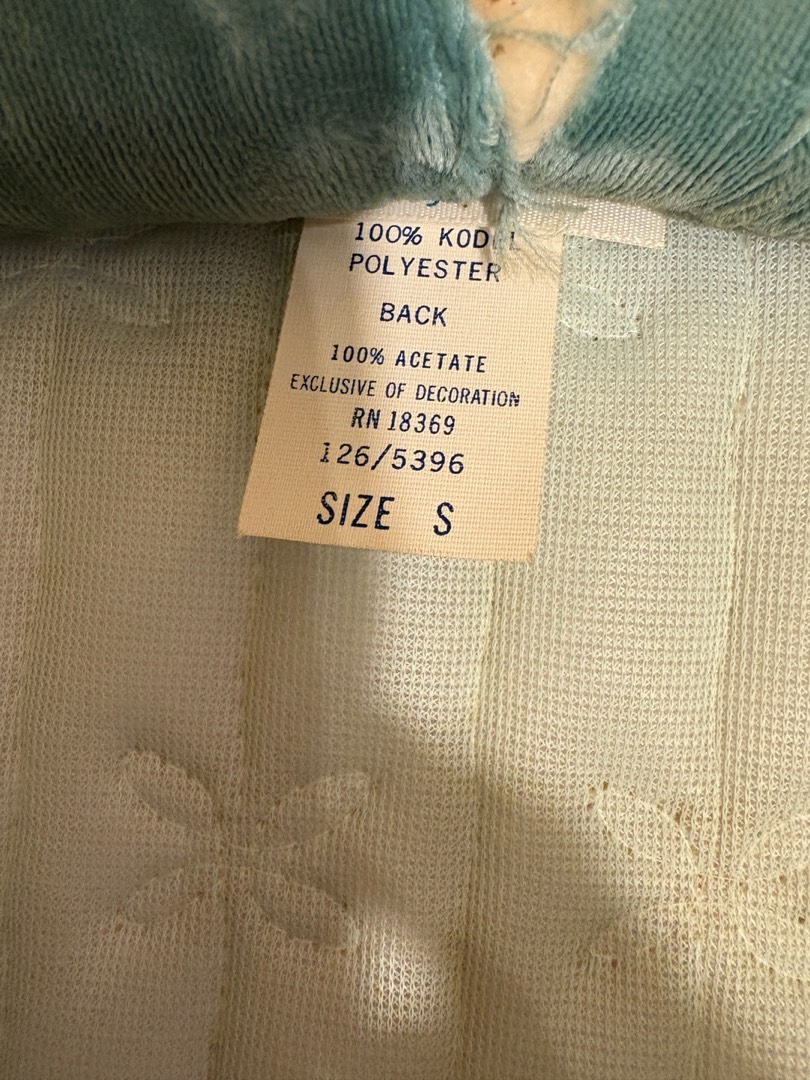 100% KODEL
POLYESTER
BACK
100% ACETATE
EXCLUSIVE OF DECORATION
RN 18369
126/5396
SIZE S